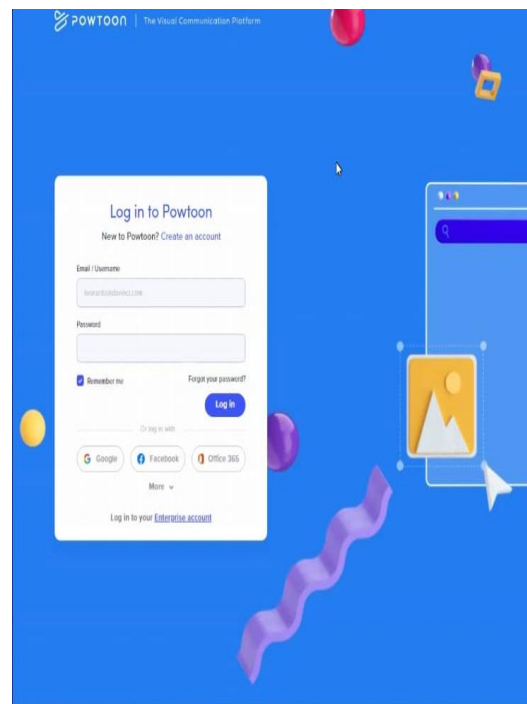 POWTOON | The Visual Communication Platform
Log in to Powtoon
New to Powtoon? Create an account
Email / Username
Password
Remember me
Forgot your password?
Log in
Or log in with
Google
Facebook
Office 365
More
Log in to your Enterprise account